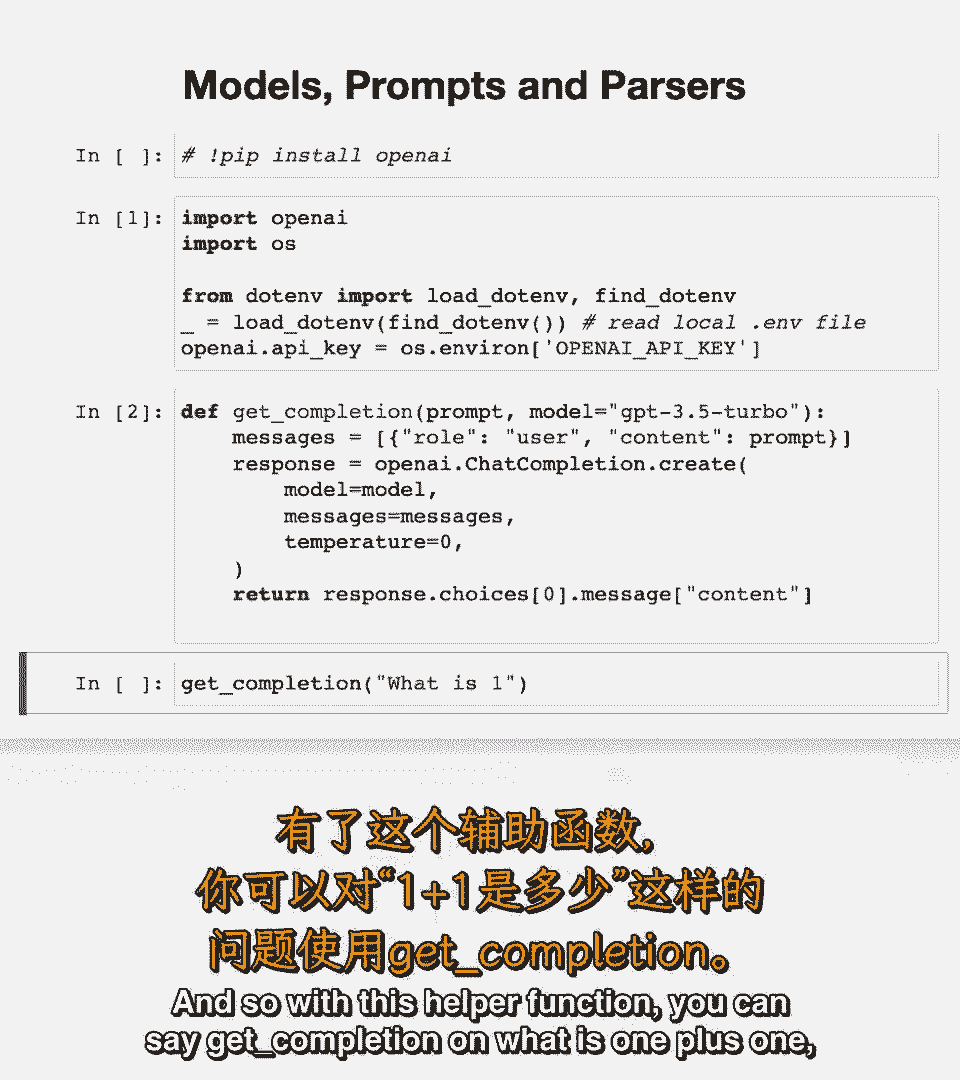 Models, Prompts and Parsers
In [ ]: # !pip install openai
In [1]: import openai
import os
from dotenv import load_dotenv, find_dotenv
_ = load_dotenv(find_dotenv()) # read local .env file
openai.api_key = os.environ['OPENAI_API_KEY']
In [2]: def get_completion(prompt, model="gpt-3.5-turbo"):
    messages = [{"role": "user", "content": prompt}]
    response = openai.ChatCompletion.create(
        model=model,
        messages=messages,
        temperature=0,
    )
    return response.choices[0].message["content"]
In [ ]: get_completion("What is 1")
有了这个辅助函数,
你可以对“1+1是多少”这样的
问题使用get_completion。
And so with this helper function, you can
say get_completion on what is one plus one,